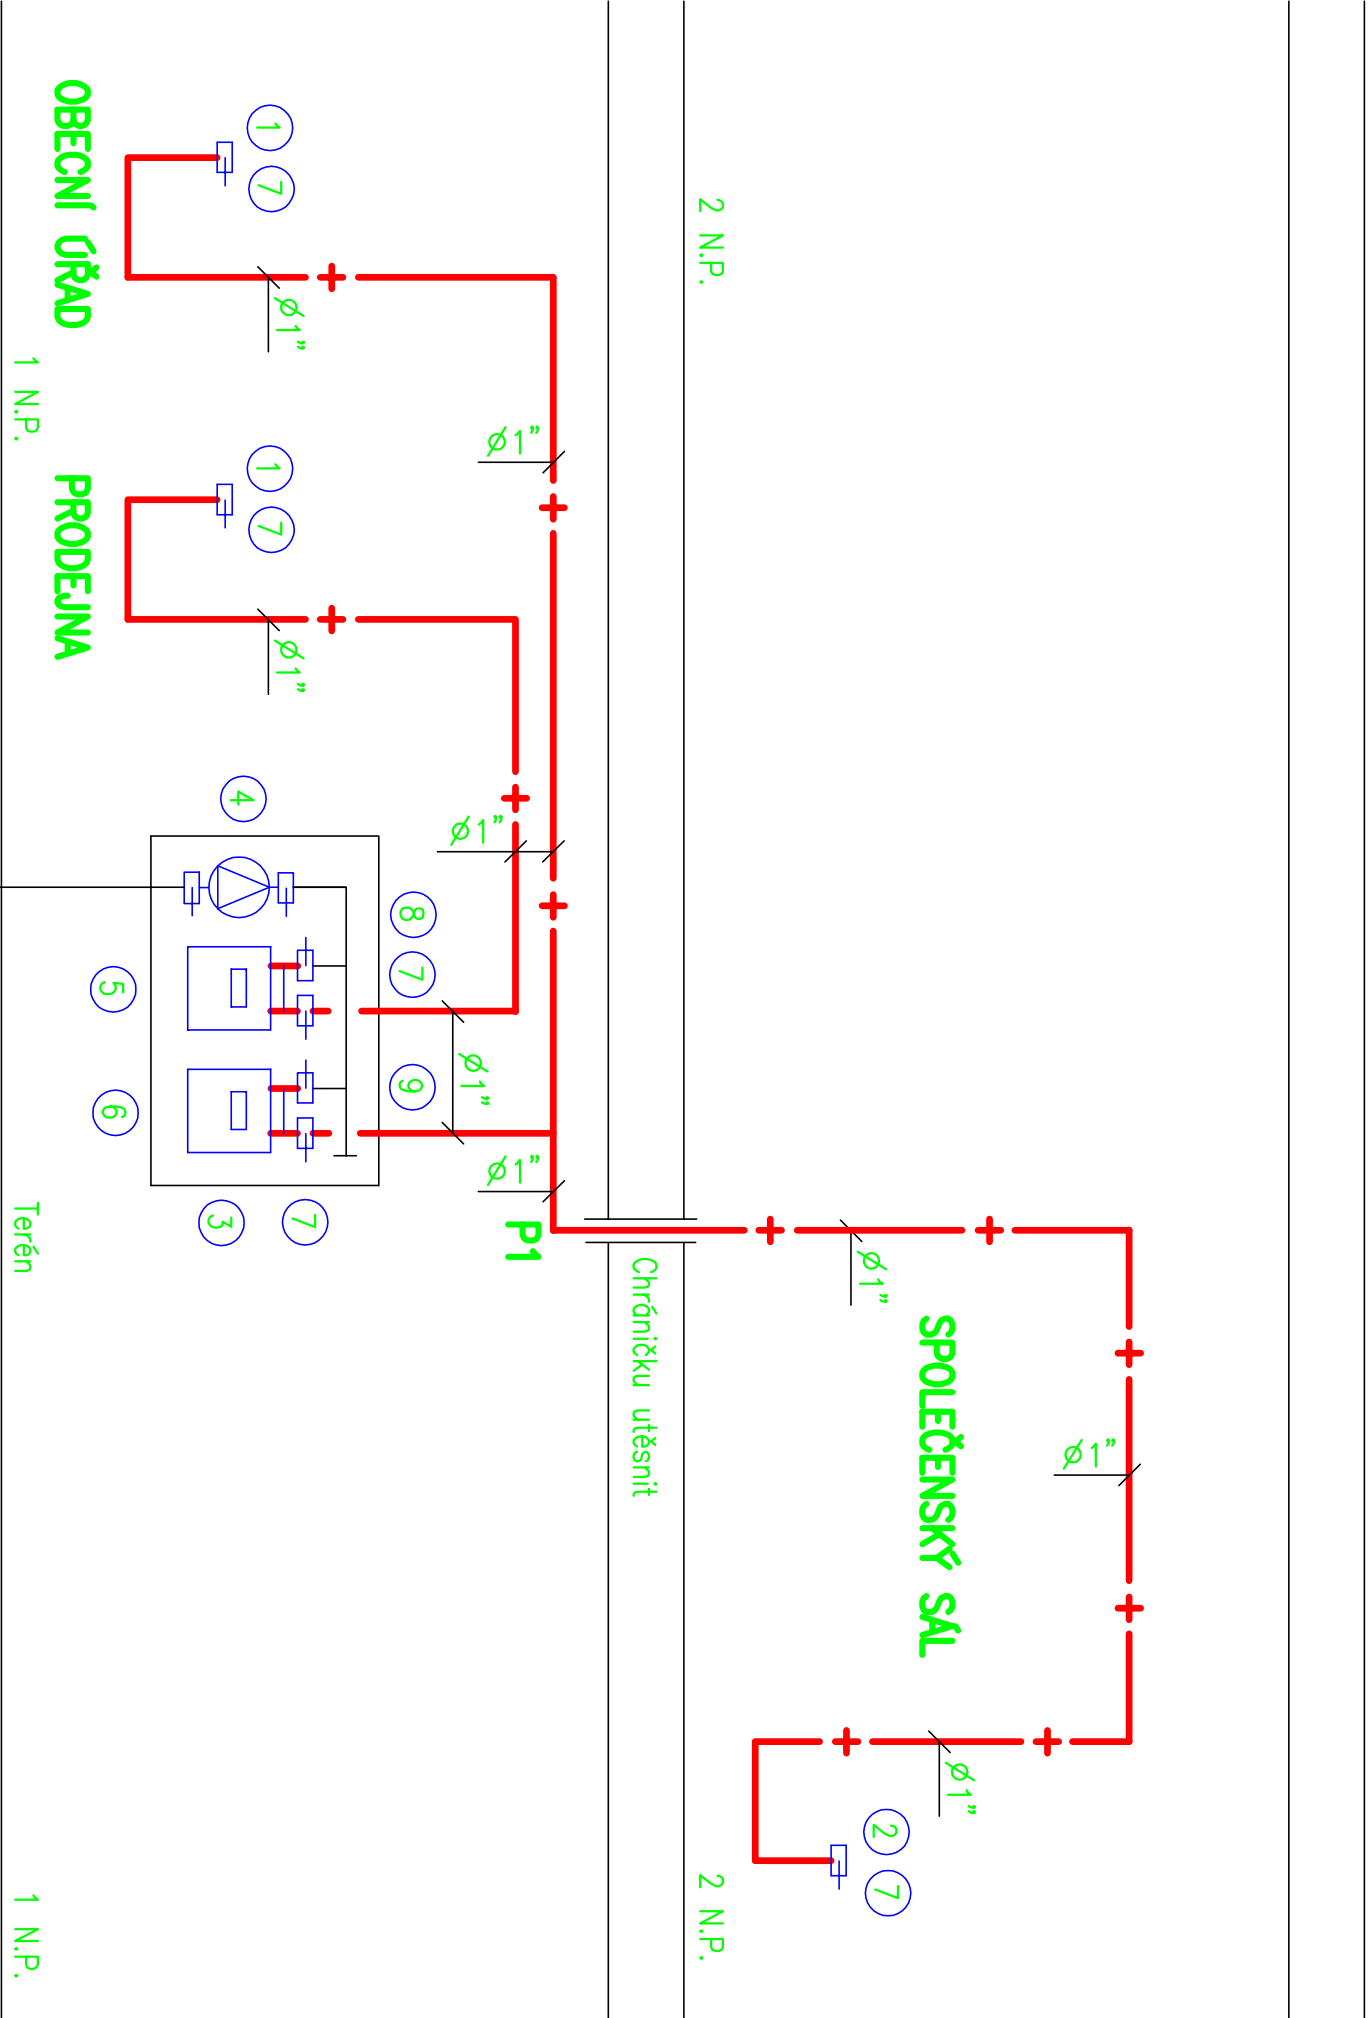 ø1”
ø1”
SPOLEČENSKÝ SÁL
2 7
ø1”
2 N.P.
2 N.P.
Chráničku utěsnit
P1
ø1”
ø1”
ø1”
ø1”
8 7 9
ø1”
ø1”
1 7
1 7
4
7
3
5
6
OBECNÍ ÚŘAD
PRODEJNA
1 N.P.
Terén
1 N.P.